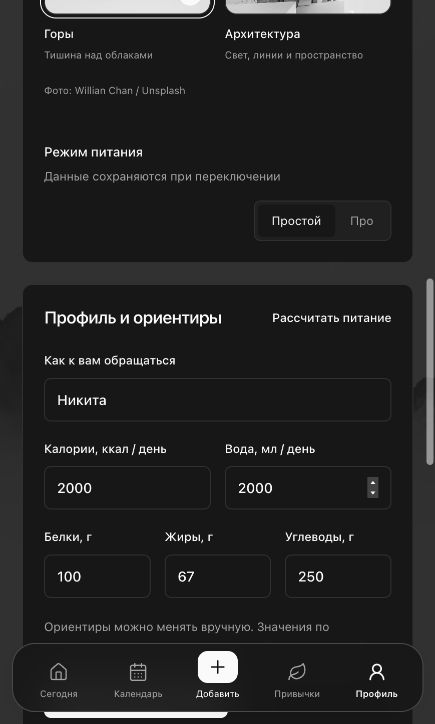 Горы
Архитектура
Тишина над облаками
Свет, линии и пространство
Фото: Willian Chan / Unsplash
Режим питания
Данные сохраняются при переключении
Простой
Про
Профиль и ориентиры
Рассчитать питание
Как к вам обращаться
Никита
Калории, ккал / день
Вода, мл / день
2000
2000
Белки, г
Жиры, г
Углеводы, г
100
67
250
Ориентиры можно менять вручную. Значения по
Сегодня
Календарь
Добавить
Привычки
Профиль